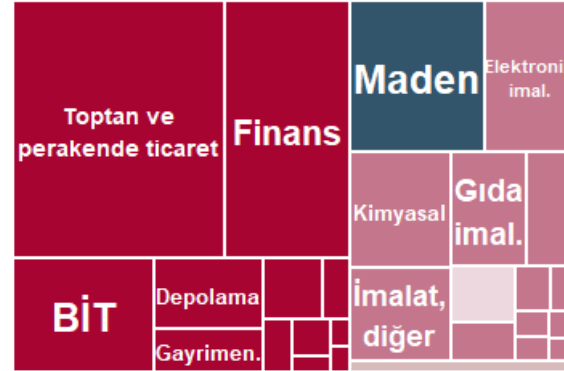 Toptan ve
perakende ticaret
Finans
Maden
Elektroni
imal.
Kimyasal
Gıda
imal.
BİT
Depolama
Gayrimen.
İmalat,
diğer